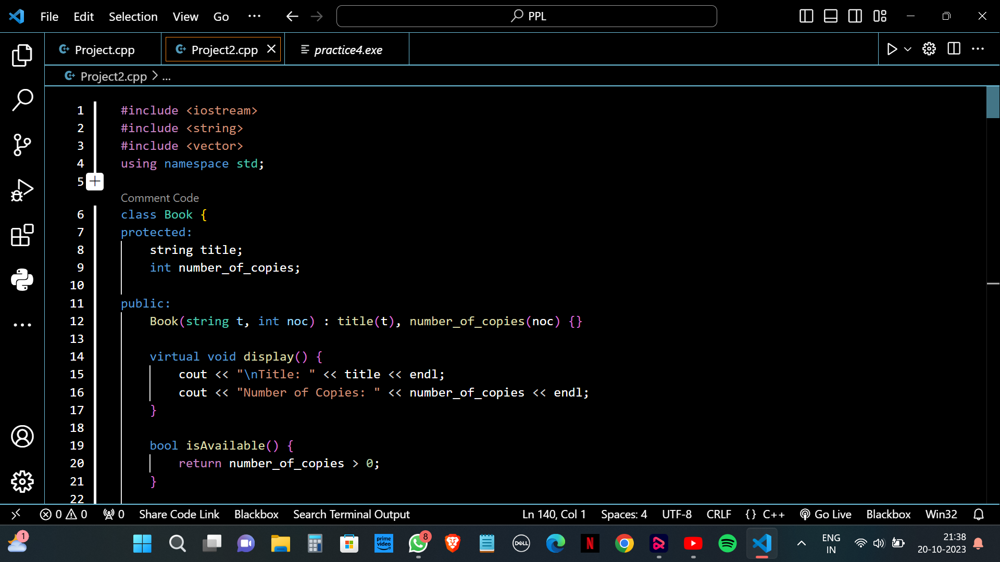 File Edit Selection View Go ··· PPL
Project.cpp Project2.cpp practice4.exe
Project2.cpp > ...
1 #include <iostream>
2 #include <string>
3 #include <vector>
4 using namespace std;
5
Comment Code
6 class Book {
7 protected:
8 string title;
9 int number_of_copies;
10
11 public:
12 Book(string t, int noc) : title(t), number_of_copies(noc) {}
13
14 virtual void display() {
15 cout << "\nTitle: " << title << endl;
16 cout << "Number of Copies: " << number_of_copies << endl;
17 }
18
19 bool isAvailable() {
20 return number_of_copies > 0;
21 }
22
0 0 0 Share Code Link Blackbox Search Terminal Output Ln 140, Col 1 Spaces: 4 UTF-8 CRLF {} C++ Go Live Blackbox Win32
1 prime video 8 DELL N ENG 21:38
IN 20-10-2023